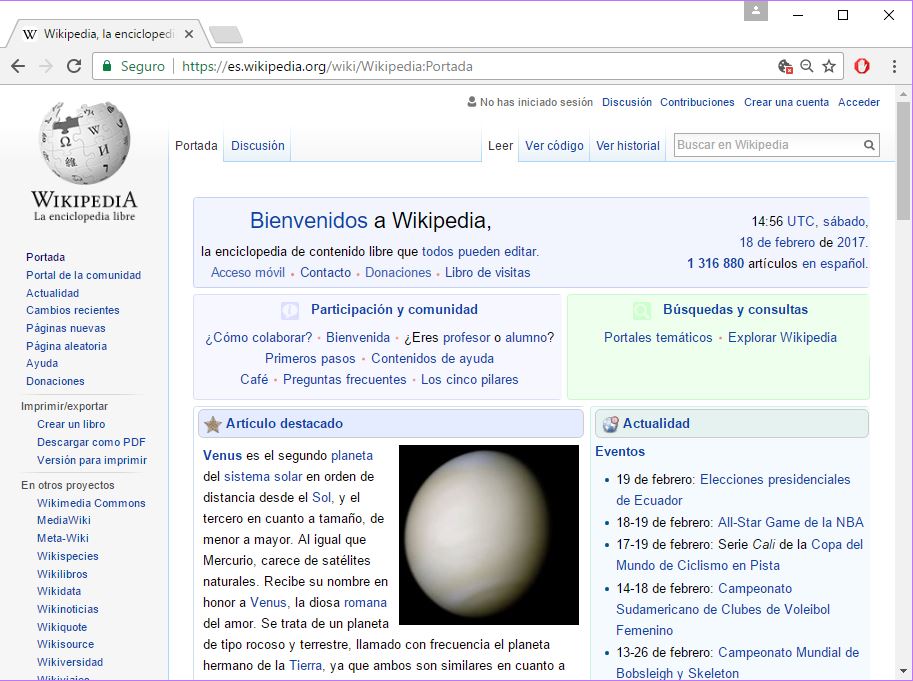 Wikipedia, la enciclopedi
Seguro
https://es.wikipedia.org/wiki/Wikipedia:Portada
No has iniciado sesión Discusión Contribuciones Crear una cuenta Acceder
Portada Discusión Leer Ver código Ver historial Buscar en Wikipedia
WIKIPEDIA
La enciclopedia libre
Portada
Portal de la comunidad
Actualidad
Cambios recientes
Páginas nuevas
Página aleatoria
Ayuda
Donaciones
Imprimir/exportar
Crear un libro
Descargar como PDF
Versión para imprimir
En otros proyectos
Wikimedia Commons
MediaWiki
Meta-Wiki
Wikispecies
Wikilibros
Wikidata
Wikinoticias
Wikiquote
Wikisource
Wikiversidad
Wikiviajes
Bienvenidos a Wikipedia,
la enciclopedia de contenido libre que todos pueden editar.
Acceso móvil • Contacto • Donaciones • Libro de visitas
14:56 UTC, sábado,
18 de febrero de 2017.
1 316 880 artículos en español.
Participación y comunidad
¿Cómo colaborar? • Bienvenida • ¿Eres profesor o alumno?
Primeros pasos • Contenidos de ayuda
Café • Preguntas frecuentes • Los cinco pilares
Búsquedas y consultas
Portales temáticos • Explorar Wikipedia
Artículo destacado
Venus es el segundo planeta
del sistema solar en orden de
distancia desde el Sol, y el
tercero en cuanto a tamaño, de
menor a mayor. Al igual que
Mercurio, carece de satélites
naturales. Recibe su nombre en
honor a Venus, la diosa romana
del amor. Se trata de un planeta
de tipo rocoso y terrestre, llamado con frecuencia el planeta
hermano de la Tierra, ya que ambos son similares en cuanto a
Actualidad
Eventos
• 19 de febrero: Elecciones presidenciales
de Ecuador
• 18-19 de febrero: All-Star Game de la NBA
• 17-19 de febrero: Serie Cali de la Copa del
Mundo de Ciclismo en Pista
• 14-18 de febrero: Campeonato
Sudamericano de Clubes de Voleibol
Femenino
• 13-26 de febrero: Campeonato Mundial de
Bobsleigh y Skeleton